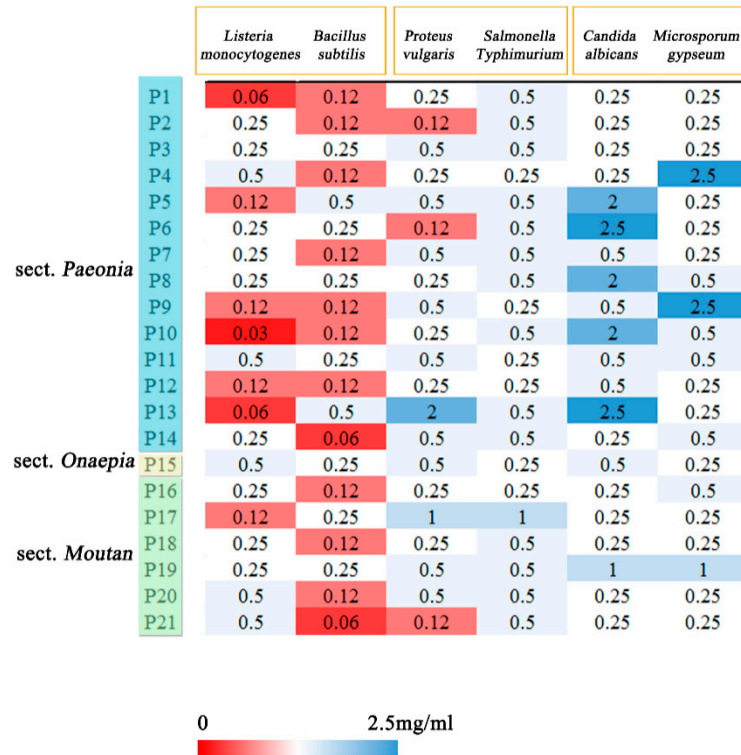 Listeria monocytogenes Bacillus subtilis Proteus vulgaris Salmonella Typhimurium Candida albicans Microsporum gypseum
P1 0.06 0.12 0.25 0.5 0.25 0.25
P2 0.25 0.12 0.12 0.5 0.25 0.25
P3 0.25 0.25 0.5 0.5 0.25 0.25
P4 0.5 0.12 0.25 0.25 0.25 2.5
P5 0.12 0.5 0.5 0.5 2 0.25
P6 0.25 0.25 0.12 0.5 2.5 0.25
P7 0.25 0.12 0.5 0.5 0.5 0.25
sect. Paeonia
P8 0.25 0.25 0.25 0.5 2 0.5
P9 0.12 0.12 0.5 0.25 0.5 2.5
P10 0.03 0.12 0.25 0.5 2 0.5
P11 0.5 0.25 0.5 0.25 0.5 0.5
P12 0.12 0.12 0.25 0.25 0.5 0.25
P13 0.06 0.5 2 0.5 2.5 0.25
P14 0.25 0.06 0.5 0.5 0.25 0.5
sect. Onaepia
P15 0.5 0.25 0.5 0.25 0.5 0.25
P16 0.25 0.12 0.25 0.25 0.25 0.5
P17 0.12 0.25 1 1 0.25 0.25
P18 0.25 0.12 0.25 0.5 0.25 0.25
sect. Moutan
P19 0.25 0.25 0.5 0.5 1 1
P20 0.5 0.12 0.5 0.5 0.25 0.25
P21 0.5 0.06 0.12 0.5 0.25 0.25
0 2.5mg/ml